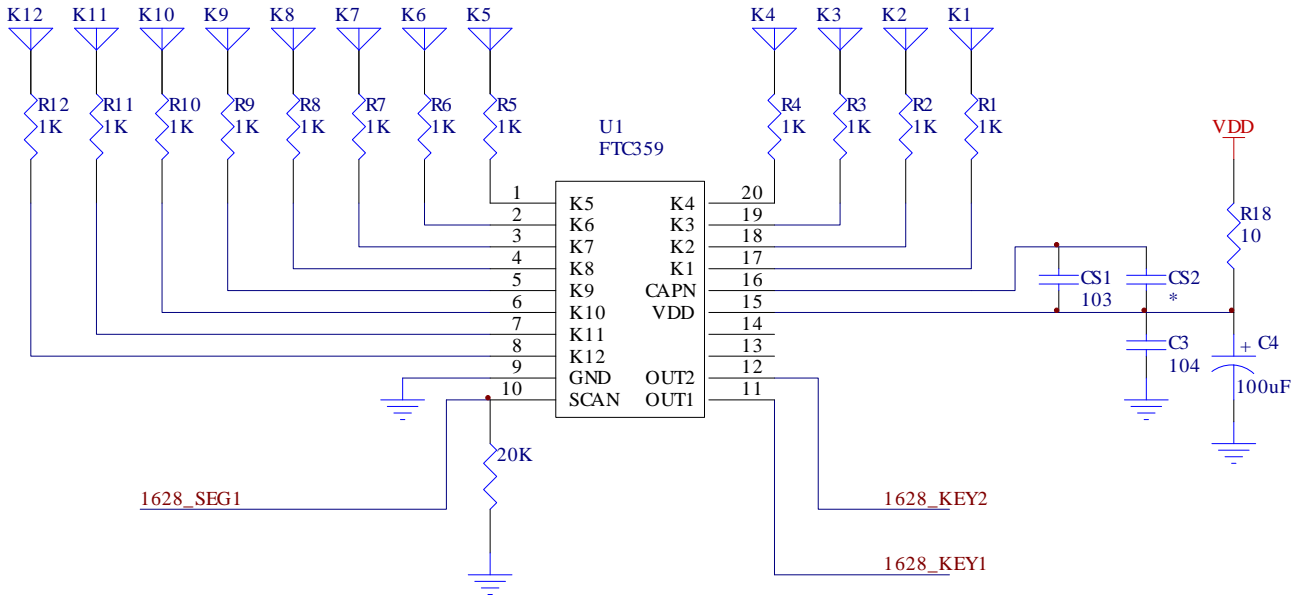 K12 K11 K10 K9 K8 K7 K6 K5 K4 K3 K2 K1
R12 R11 R10 R9 R8 R7 R6 R5 R4 R3 R2 R1
1K 1K 1K 1K 1K 1K 1K 1K 1K 1K 1K 1K
U1
FTC359
VDD
1 K5 K4 20
2 K6 K3 19
3 K7 K2 18
4 K8 K1 17
5 K9 CAPN 16
6 K10 VDD 15
7 K11 14
8 K12 13
9 GND OUT2 12
10 SCAN OUT1 11
R18
10
CS1
103
CS2
*
C3
104
+ C4
100uF
20K
1628_SEG1
1628_KEY2
1628_KEY1